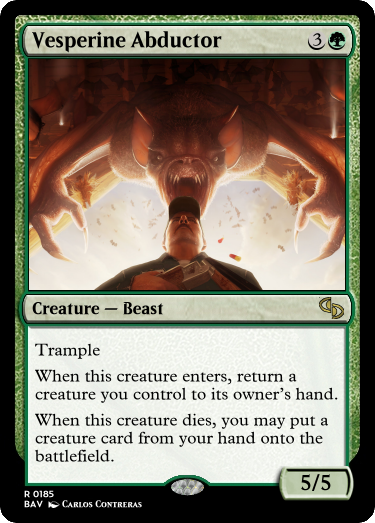 Vesperine Abductor 3
Creature — Beast
Trample
When this creature enters, return a
creature you control to its owner's hand.
When this creature dies, you may put a
creature card from your hand onto the
battlefield.
5/5
R 0185
BAV Carlos Contreras